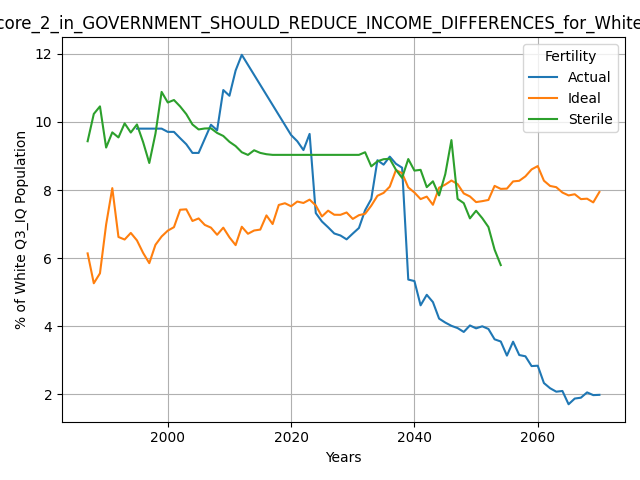 core_2_in_GOVERNMENT_SHOULD_REDUCE_INCOME_DIFFERENCES_for_White
% of White Q3_IQ Population
12
10
8
6
4
2
Fertility
Actual
Ideal
Sterile
2000 2020 2040 2060
Years